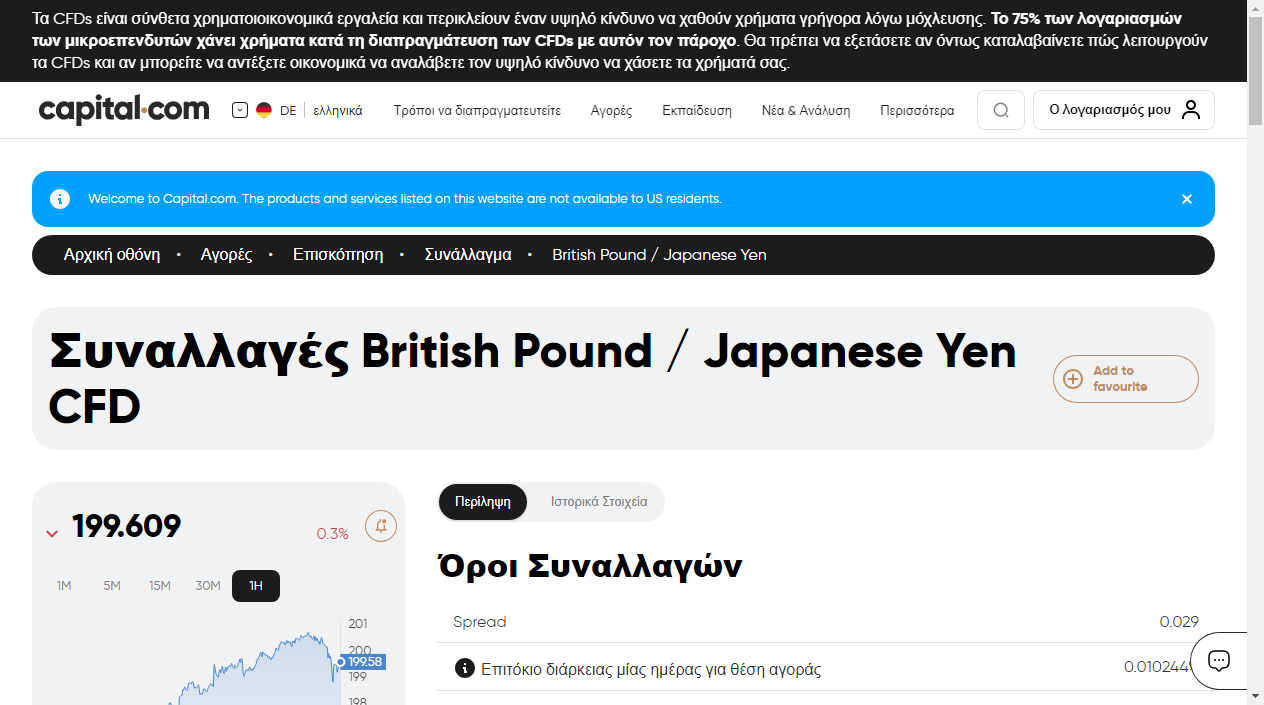 Τα CFDs είναι σύνθετα χρηματοιοικονομικά εργαλεία και περικλείουν έναν υψηλό κίνδυνο να χαθούν χρήματα γρήγορα λόγω μόχλευσης. Το 75% των λογαριασμών
των μικροεπενδυτών χάνει χρήματα κατά τη διαπραγμάτευση των CFDs με αυτόν τον πάροχο. Θα πρέπει να εξετάσετε αν όντως καταλαβαίνετε πώς λειτουργούν
τα CFDs και αν μπορείτε να αντέξετε οικονομικά να αναλάβετε τον υψηλό κίνδυνο να χάσετε τα χρήματά σας.
capital.com DE ελληνικά Τρόποι να διαπραγματευτείτε Αγορές Εκπαίδευση Νέα & Ανάλυση Περισσότερα Ο λογαριασμός μου
Welcome to Capital.com. The products and services listed on this website are not available to US residents.
Αρχική οθόνη • Αγορές • Επισκόπηση • Συνάλλαγμα • British Pound / Japanese Yen
Συναλλαγές British Pound / Japanese Yen
CFD
Add to
favourite
199.609
0.3%
1M 5M 15M 30M 1H
201
200
199.58
199
198
Περίληψη Ιστορικά Στοιχεία
Όροι Συναλλαγών
Spread 0.029
Επιτόκιο διάρκειας μίας ημέρας για θέση αγοράς